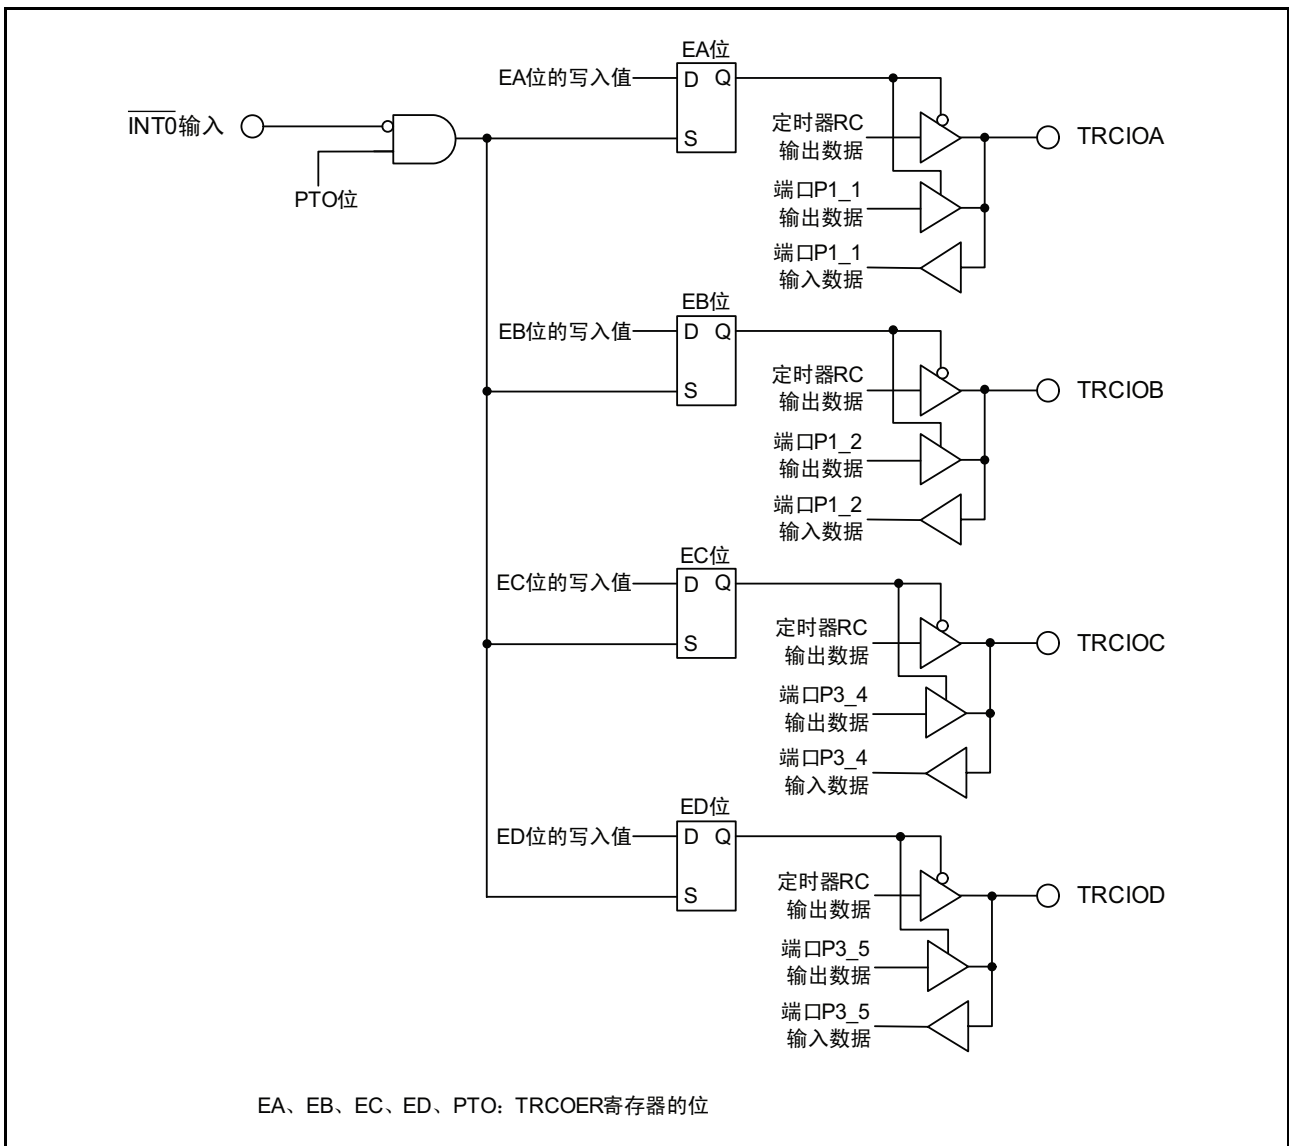 EA位
EA位的写入值
D Q
S
INT0输入
PTO位
定时器RC
输出数据
TRCIOA
端口P1_1
输出数据
端口P1_1
输入数据
EB位
EB位的写入值
D Q
S
定时器RC
输出数据
TRCIOB
端口P1_2
输出数据
端口P1_2
输入数据
EC位
EC位的写入值
D Q
S
定时器RC
输出数据
TRCIOC
端口P3_4
输出数据
端口P3_4
输入数据
ED位
ED位的写入值
D Q
S
定时器RC
输出数据
TRCIOD
端口P3_5
输出数据
端口P3_5
输入数据
EA、EB、EC、ED、PTO：TRCOER寄存器的位